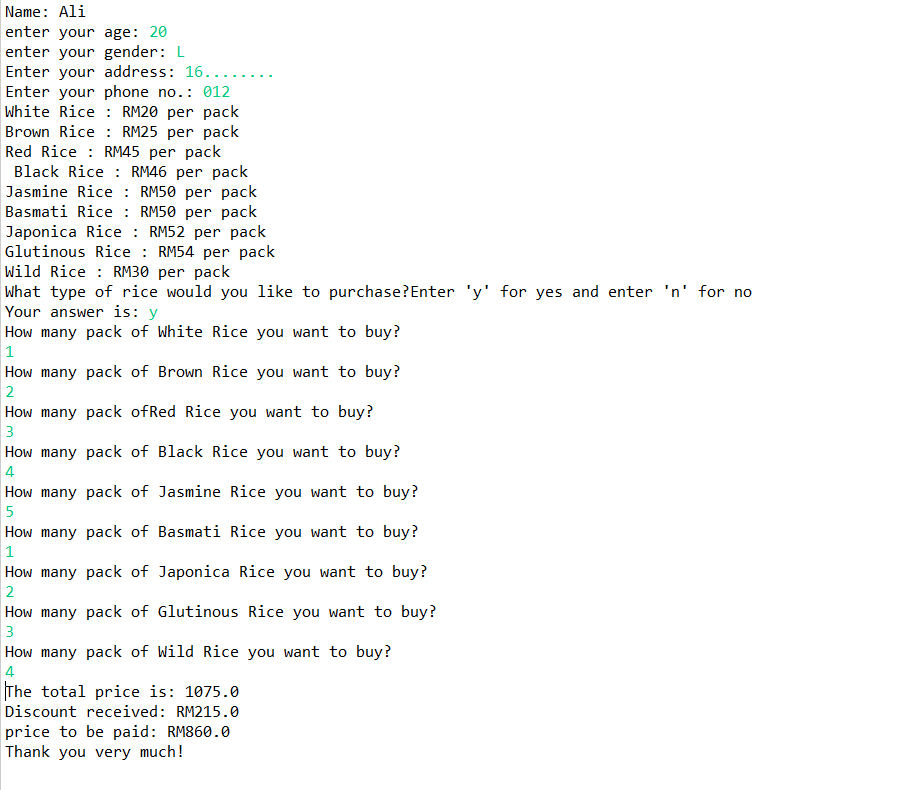 Name: Ali
enter your age: 20
enter your gender: L
Enter your address: 16........
Enter your phone no.: 012
White Rice : RM20 per pack
Brown Rice : RM25 per pack
Red Rice : RM45 per pack
 Black Rice : RM46 per pack
Jasmine Rice : RM50 per pack
Basmati Rice : RM50 per pack
Japonica Rice : RM52 per pack
Glutinous Rice : RM54 per pack
Wild Rice : RM30 per pack
What type of rice would you like to purchase?Enter 'y' for yes and enter 'n' for no
Your answer is: y
How many pack of White Rice you want to buy?
1
How many pack of Brown Rice you want to buy?
2
How many pack ofRed Rice you want to buy?
3
How many pack of Black Rice you want to buy?
4
How many pack of Jasmine Rice you want to buy?
5
How many pack of Basmati Rice you want to buy?
1
How many pack of Japonica Rice you want to buy?
2
How many pack of Glutinous Rice you want to buy?
3
How many pack of Wild Rice you want to buy?
4
The total price is: 1075.0
Discount received: RM215.0
price to be paid: RM860.0
Thank you very much!